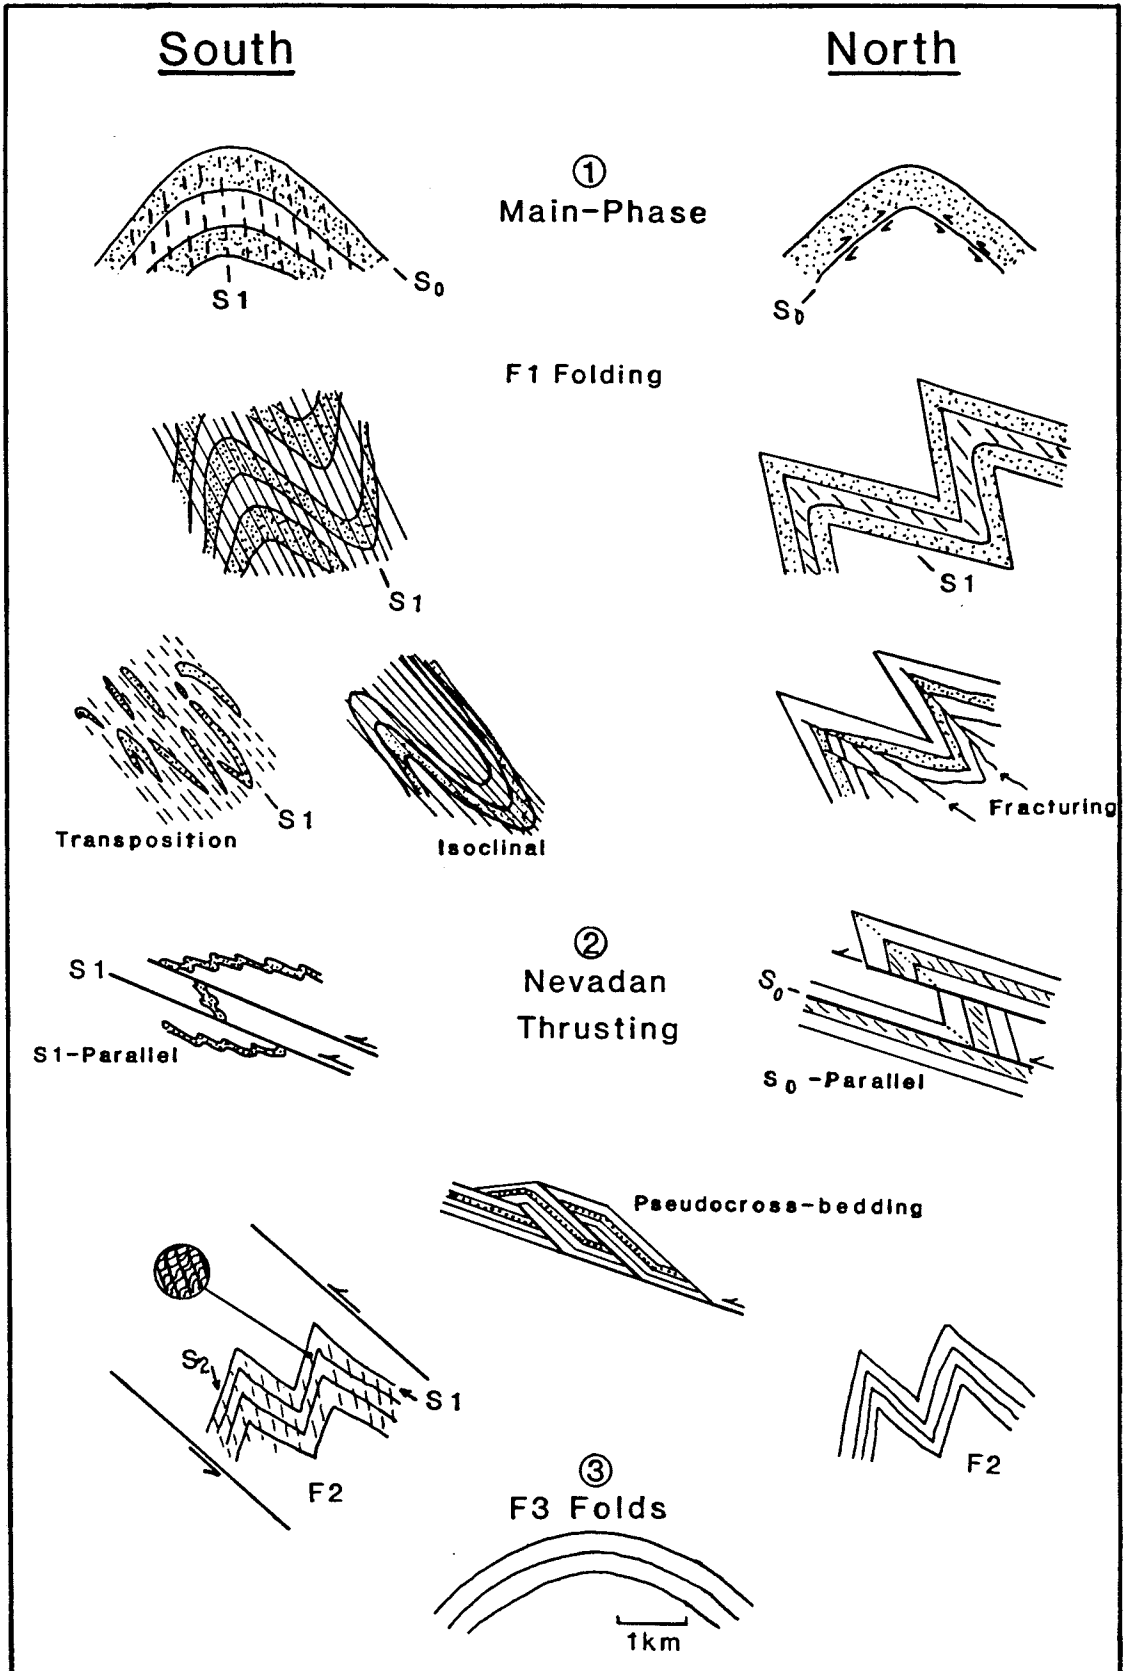 South
North
①
Main-Phase
S0
S1
S0
F1 Folding
S1
S1
S1
Transposition
Isoclinal
Fracturing
②
Nevadan
Thrusting
S1
S1-Parallel
S0
S0-Parallel
Pseudocross-bedding
S2
S1
F2
F2
③
F3 Folds
1km